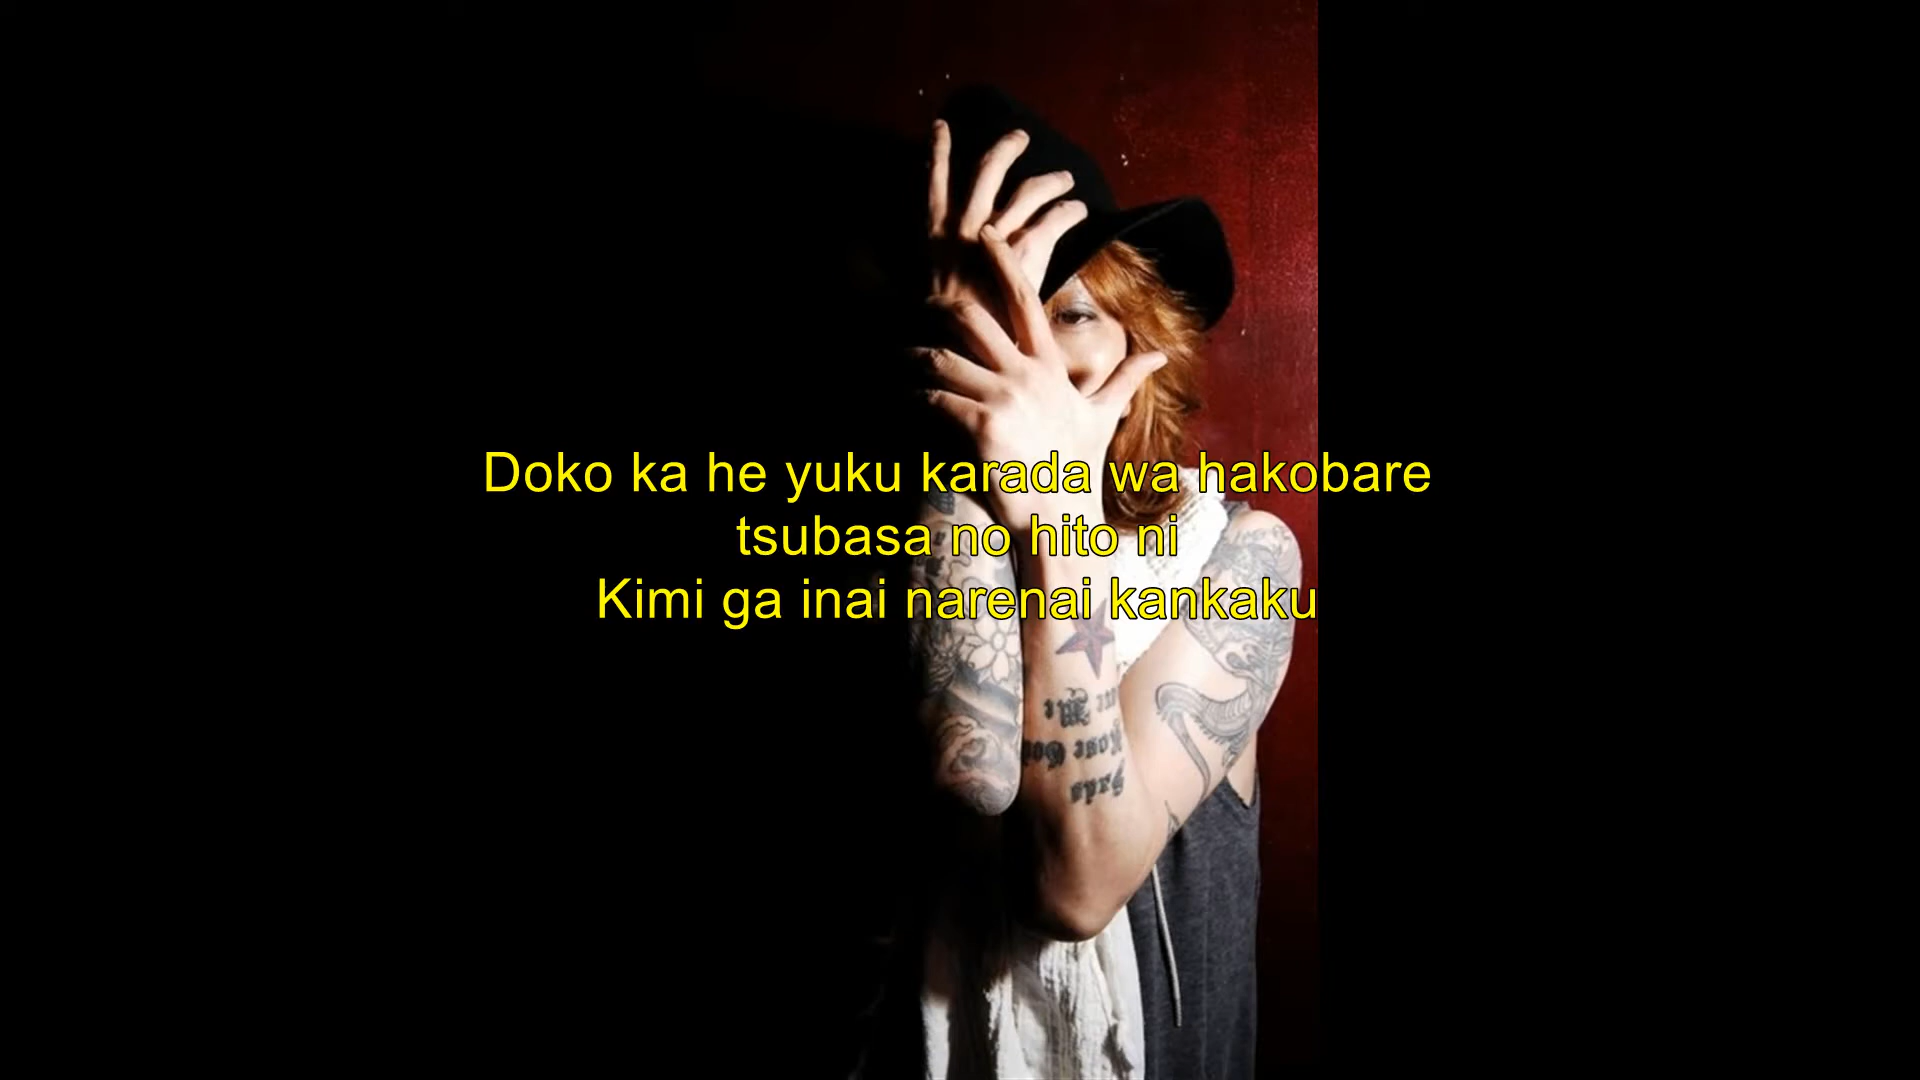 Doko ka he yuku karada wa hakobare
tsubasa no hito ni
Kimi ga inai narenai kankaku